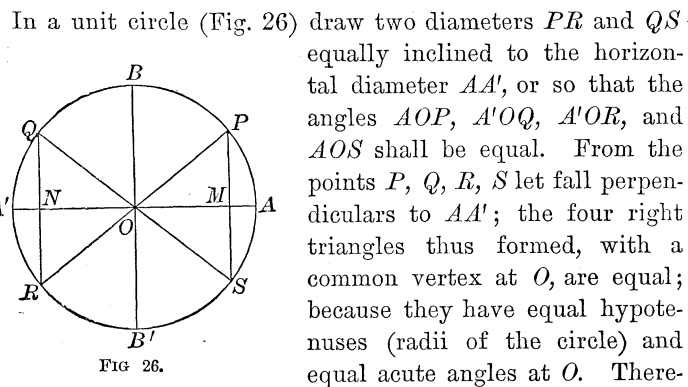 In a unit circle (Fig. 26) draw two diameters PR and QS
equally inclined to the horizon-
tal diameter AA', or so that the
angles AOP, A'OQ, A'OR, and
AOS shall be equal. From the
points P, Q, R, S let fall perpen-
diculars to AA'; the four right
triangles thus formed, with a
common vertex at O, are equal;
because they have equal hypote-
nuses (radii of the circle) and
equal acute angles at O. There-
B
Q
P
A'
N
M
A
O
R
S
B'
FIG 26.